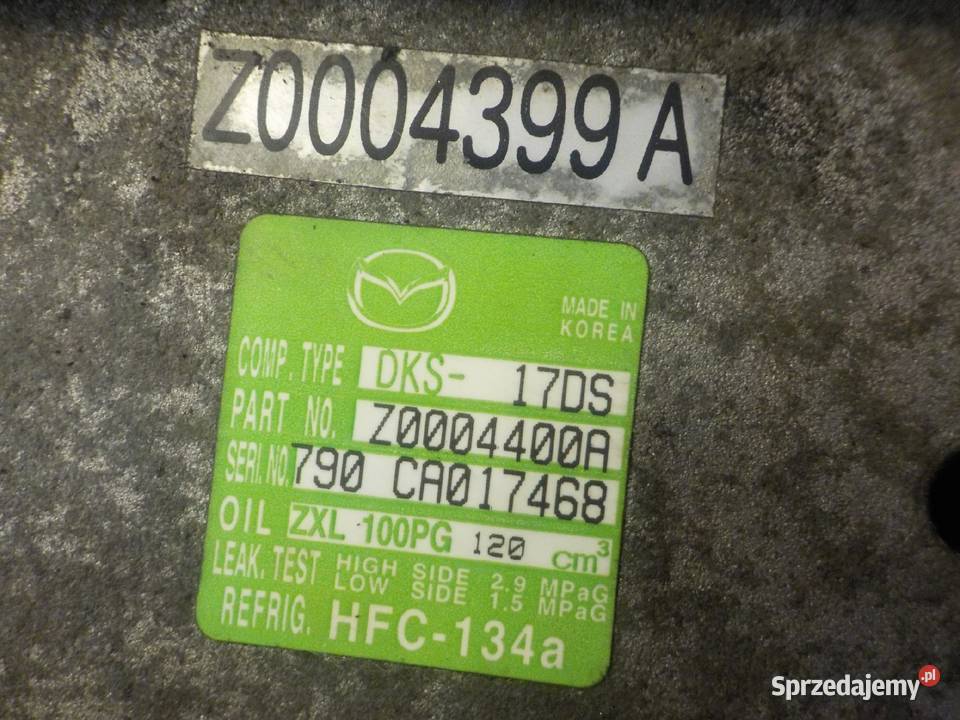 Z0004399 A
MADE IN
KOREA
COMP. TYPE DKS- 17DS
PART NO. Z0004400A
SERI.NO. 790 CA017468
OIL ZXL 100PG 120 cm³
LEAK. TEST HIGH SIDE 2.9 MPaG
LOW SIDE 1.5 MPaG
REFRIG. HFC-134a
Sprzedajemy.pl